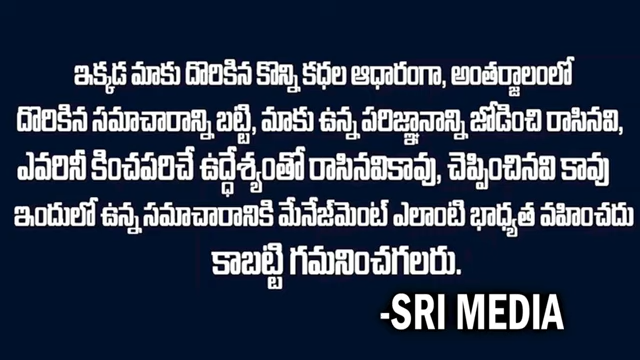 ఇక్కడ మాకు దొరికిన కొన్ని కధల ఆధారంగా, అంతర్జాలంలో
దొరికిన సమాచారాన్ని బట్టి, మాకు ఉన్న పరిజ్ఞానాన్ని జోడించి రాసినవి,
ఎవరినీ కించపరిచే ఉద్ధేశ్యంతో రాసినవికావు, చెప్పించినవి కావు
ఇందులో ఉన్న సమాచారానికి మేనేజ్‌మెంట్ ఎలాంటి భాధ్యత వహించదు
కాబట్టి గమనించగలరు.
-SRI MEDIA